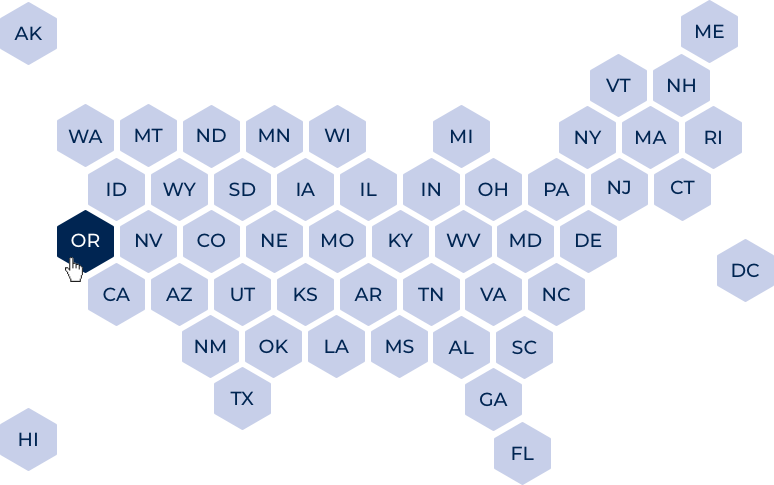 AK
ME
VT NH
WA MT ND MN WI MI NY MA RI
ID WY SD IA IL IN OH PA NJ CT
OR NV CO NE MO KY WV MD DE
DC
CA AZ UT KS AR TN VA NC
NM OK LA MS AL SC
TX GA
HI
FL